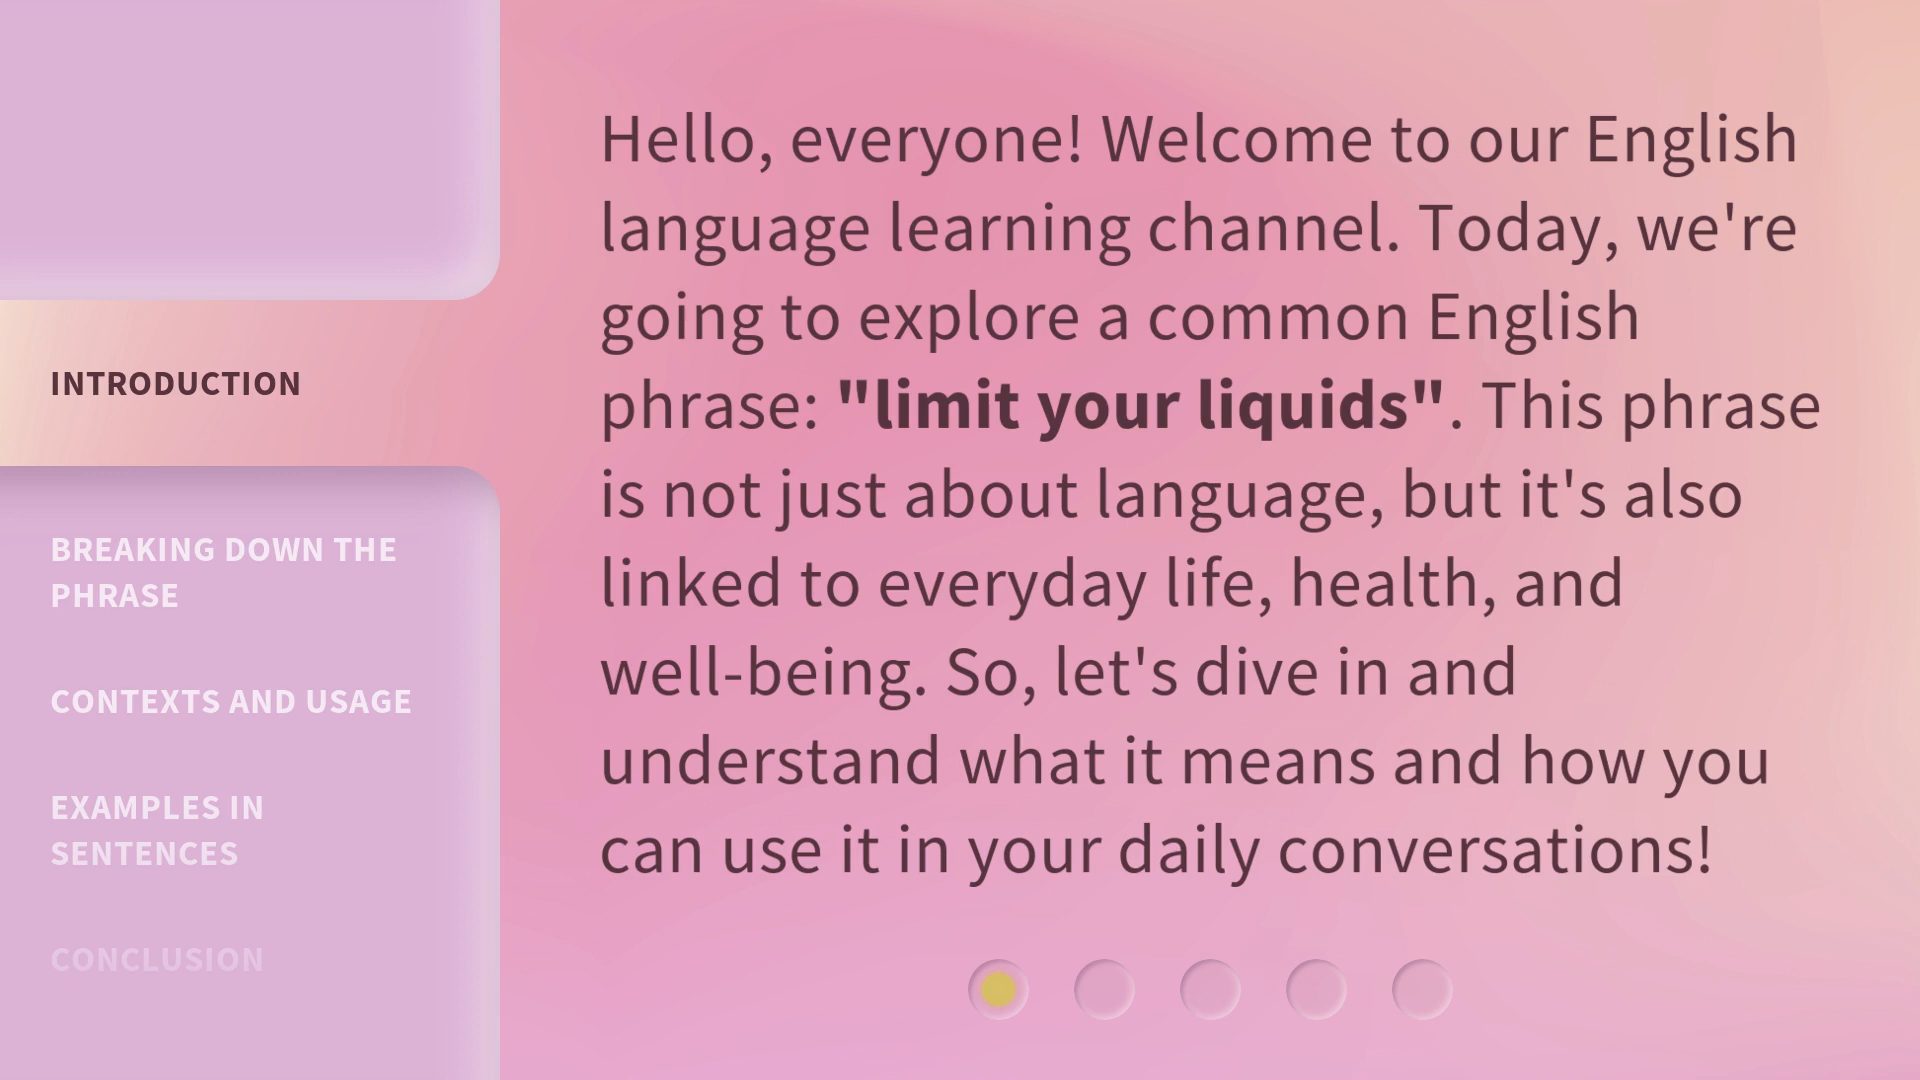 INTRODUCTION
BREAKING DOWN THE
PHRASE
CONTEXTS AND USAGE
EXAMPLES IN
SENTENCES
CONCLUSION
Hello, everyone! Welcome to our English
language learning channel. Today, we're
going to explore a common English
phrase: "limit your liquids". This phrase
is not just about language, but it's also
linked to everyday life, health, and
well-being. So, let's dive in and
understand what it means and how you
can use it in your daily conversations!